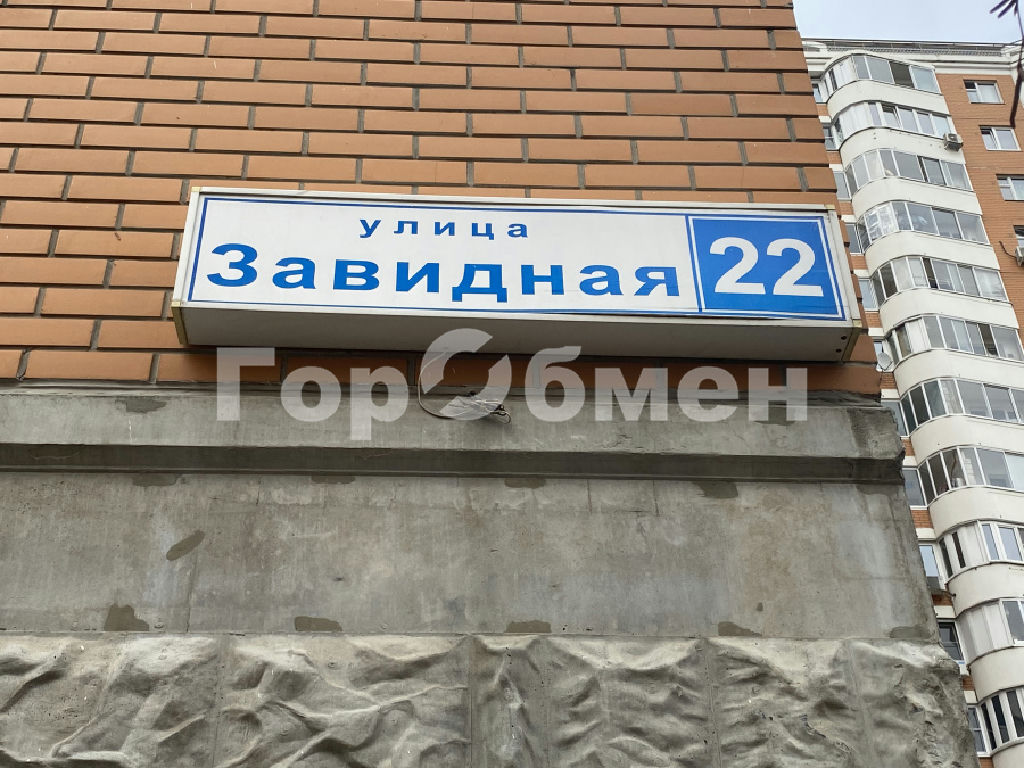 улица
Завидная 22
ГорОбмен